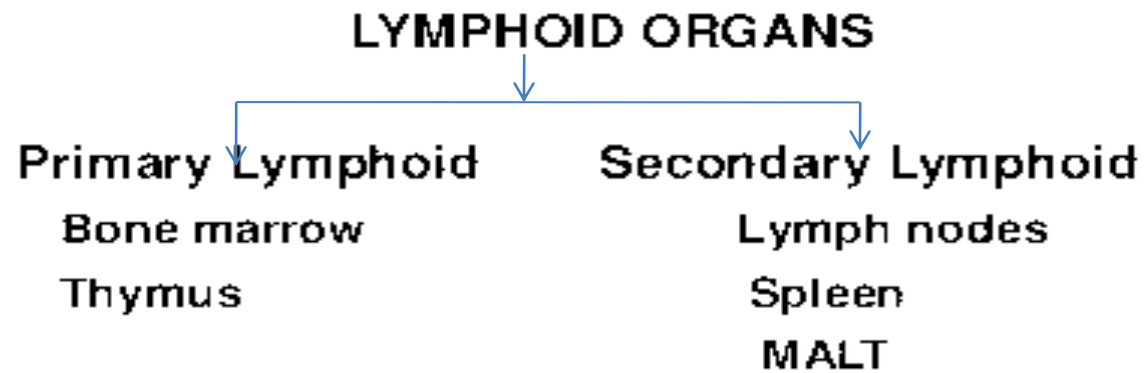 LYMPHOID ORGANS
Primary Lymphoid
Bone marrow
Thymus
Secondary Lymphoid
Lymph nodes
Spleen
MALT